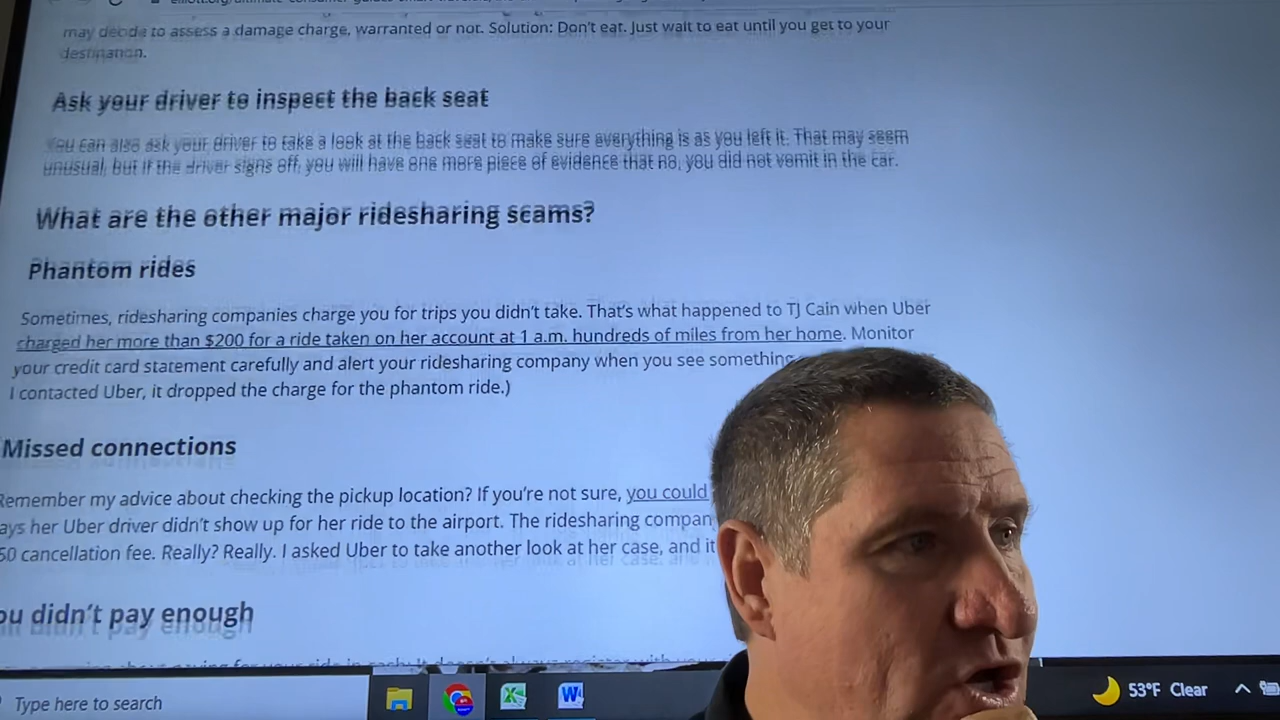 may decide to assess a damage charge, warranted or not. Solution: Don't eat. Just wait to eat until you get to your
destination.
Ask your driver to inspect the back seat
You can also ask your driver to take a look at the back seat to make sure everything is as you left it. That may seem
unusual, but if the driver signs off, you will have one more piece of evidence that no, you did not vomit in the car.
What are the other major ridesharing scams?
Phantom rides
Sometimes, ridesharing companies charge you for trips you didn't take. That's what happened to TJ Cain when Uber
charged her more than $200 for a ride taken on her account at 1 a.m. hundreds of miles from her home. Monitor
your credit card statement carefully and alert your ridesharing company when you see something
I contacted Uber, it dropped the charge for the phantom ride.)
Missed connections
Remember my advice about checking the pickup location? If you're not sure, you could
ays her Uber driver didn't show up for her ride to the airport. The ridesharing compan
50 cancellation fee. Really? Really. I asked Uber to take another look at her case, and it
ou didn't pay enough
Type here to search
53°F Clear